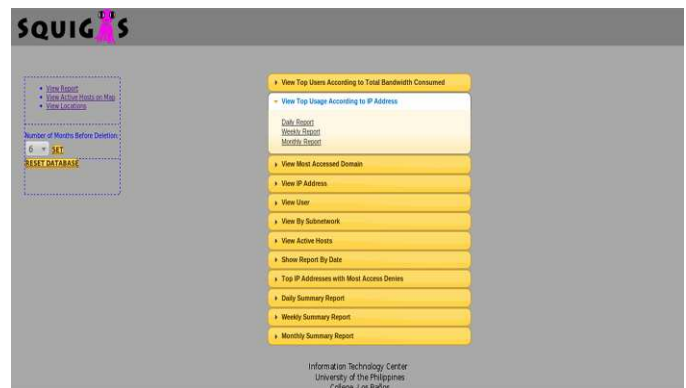 SQUIG S
View Report
View Active Hosts on Map
View Locations
Number of Months Before Deletion:
6 SET
RESET DATABASE
View Top Users According to Total Bandwidth Consumed
View Top Usage According to IP Address
Daily Report
Weekly Report
Monthly Report
View Most Accessed Domain
View IP Address
View User
View By Subnetwork
View Active Hosts
Show Report By Date
Top IP Addresses with Most Access Denies
Daily Summary Report
Weekly Summary Report
Monthly Summary Report
Information Technology Center
University of the Philippines
College, Los Baños